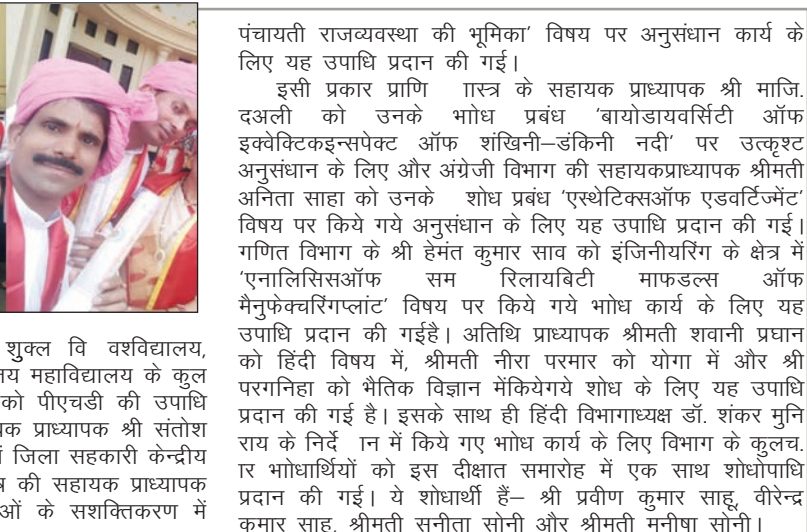 शुक्ल वि वश्विद्यालय,
महाविद्यालय के कुल
को पीएचडी की उपाधि
प्राध्यापक श्री संतोश
जिला सहकारी केन्द्रीय
की सहायक प्राध्यापक
के सशक्तिकरण में
पंचायती राजव्यवस्था की भूमिका’ विषय पर अनुसंधान कार्य के
लिए यह उपाधि प्रदान की गई।
इसी प्रकार प्राणि ाास्त्र के सहायक प्राध्यापक श्री माजि.
दअली को उनके भाोध प्रबंध ‘बायोडायवर्सिटी ऑफ
इक्वेक्टिकइन्सपेक्ट ऑफ शंखिनी–डंकिनी नदी’ पर उत्कृश्ट
अनुसंधान के लिए और अंग्रेजी विभाग की सहायकप्राध्यापक श्रीमती
अनिता साहा को उनके शोध प्रबंध ‘एस्थेटिक्सऑफ एडवर्टिज्मेंट’
विषय पर किये गये अनुसंधान के लिए यह उपाधि प्रदान की गई।
गणित विभाग के श्री हेमंत कुमार साव को इंजिनीयरिंग के क्षेत्र में
‘एनालिसिसऑफ सम रिलायबिटी माफडल्स ऑफ
मैनुफेक्चरिंगप्लांट’ विषय पर किये गये भाोध कार्य के लिए यह
उपाधि प्रदान की गईहै। अतिथि प्राध्यापक श्रीमती शवानी प्रघान
को हिंदी विषय में, श्रीमती नीरा परमार को योगा में और श्री
परगनिहा को भैतिक विज्ञान मेंकियेगये शोध के लिए यह उपाधि
प्रदान की गई है। इसके साथ ही हिंदी विभागाध्यक्ष डॉ. शंकर मुनि
राय के निर्दे ान में किये गए भाोध कार्य के लिए विभाग के कुलच.
ार भाोधार्थियों को इस दीक्षात समारोह में एक साथ शोधोपाधि
प्रदान की गई। ये शोधार्थी हैं– श्री प्रवीण कुमार साहू, वीरेन्द्र
कुमार साहू, श्रीमती सुनीता सोनी और श्रीमती मनीषा सोनी।